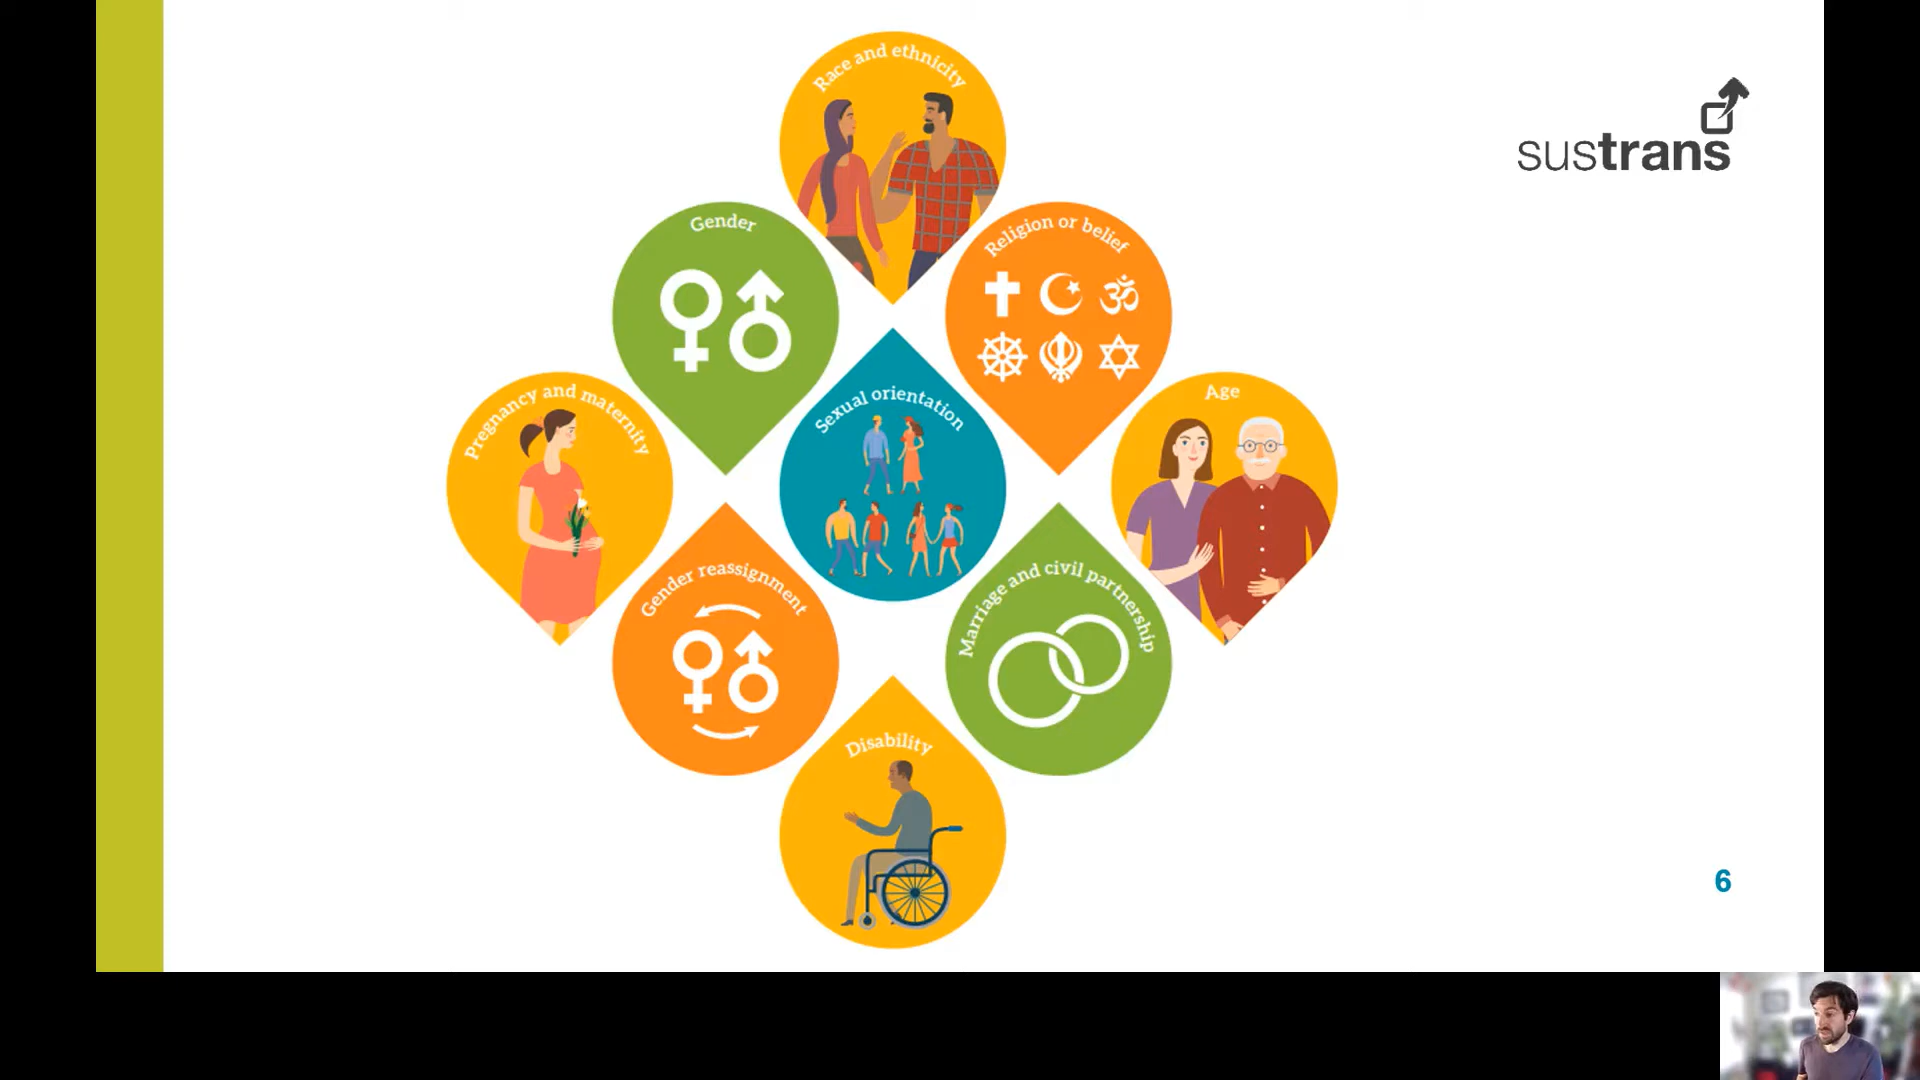 Race and ethnicity
sustrans
Gender
Religion or belief
Pregnancy and maternity
Sexual orientation
Age
Gender reassignment
Marriage and civil partnership
Disability
6